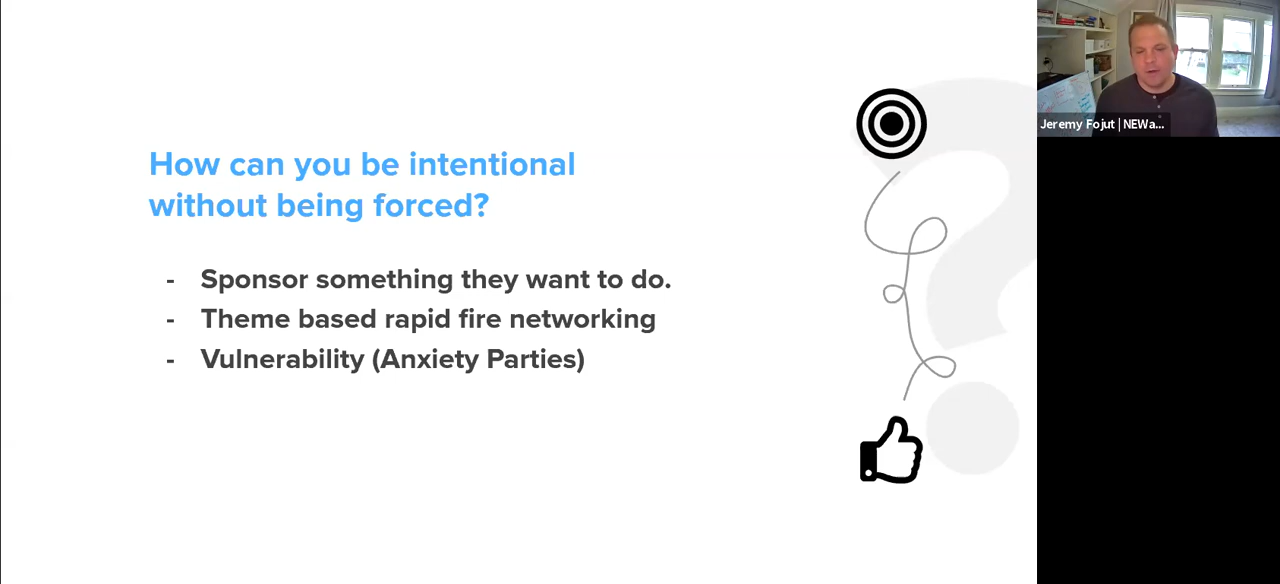 How can you be intentional
without being forced?
- Sponsor something they want to do.
- Theme based rapid fire networking
- Vulnerability (Anxiety Parties)
Jeremy Fojut | NEWa...